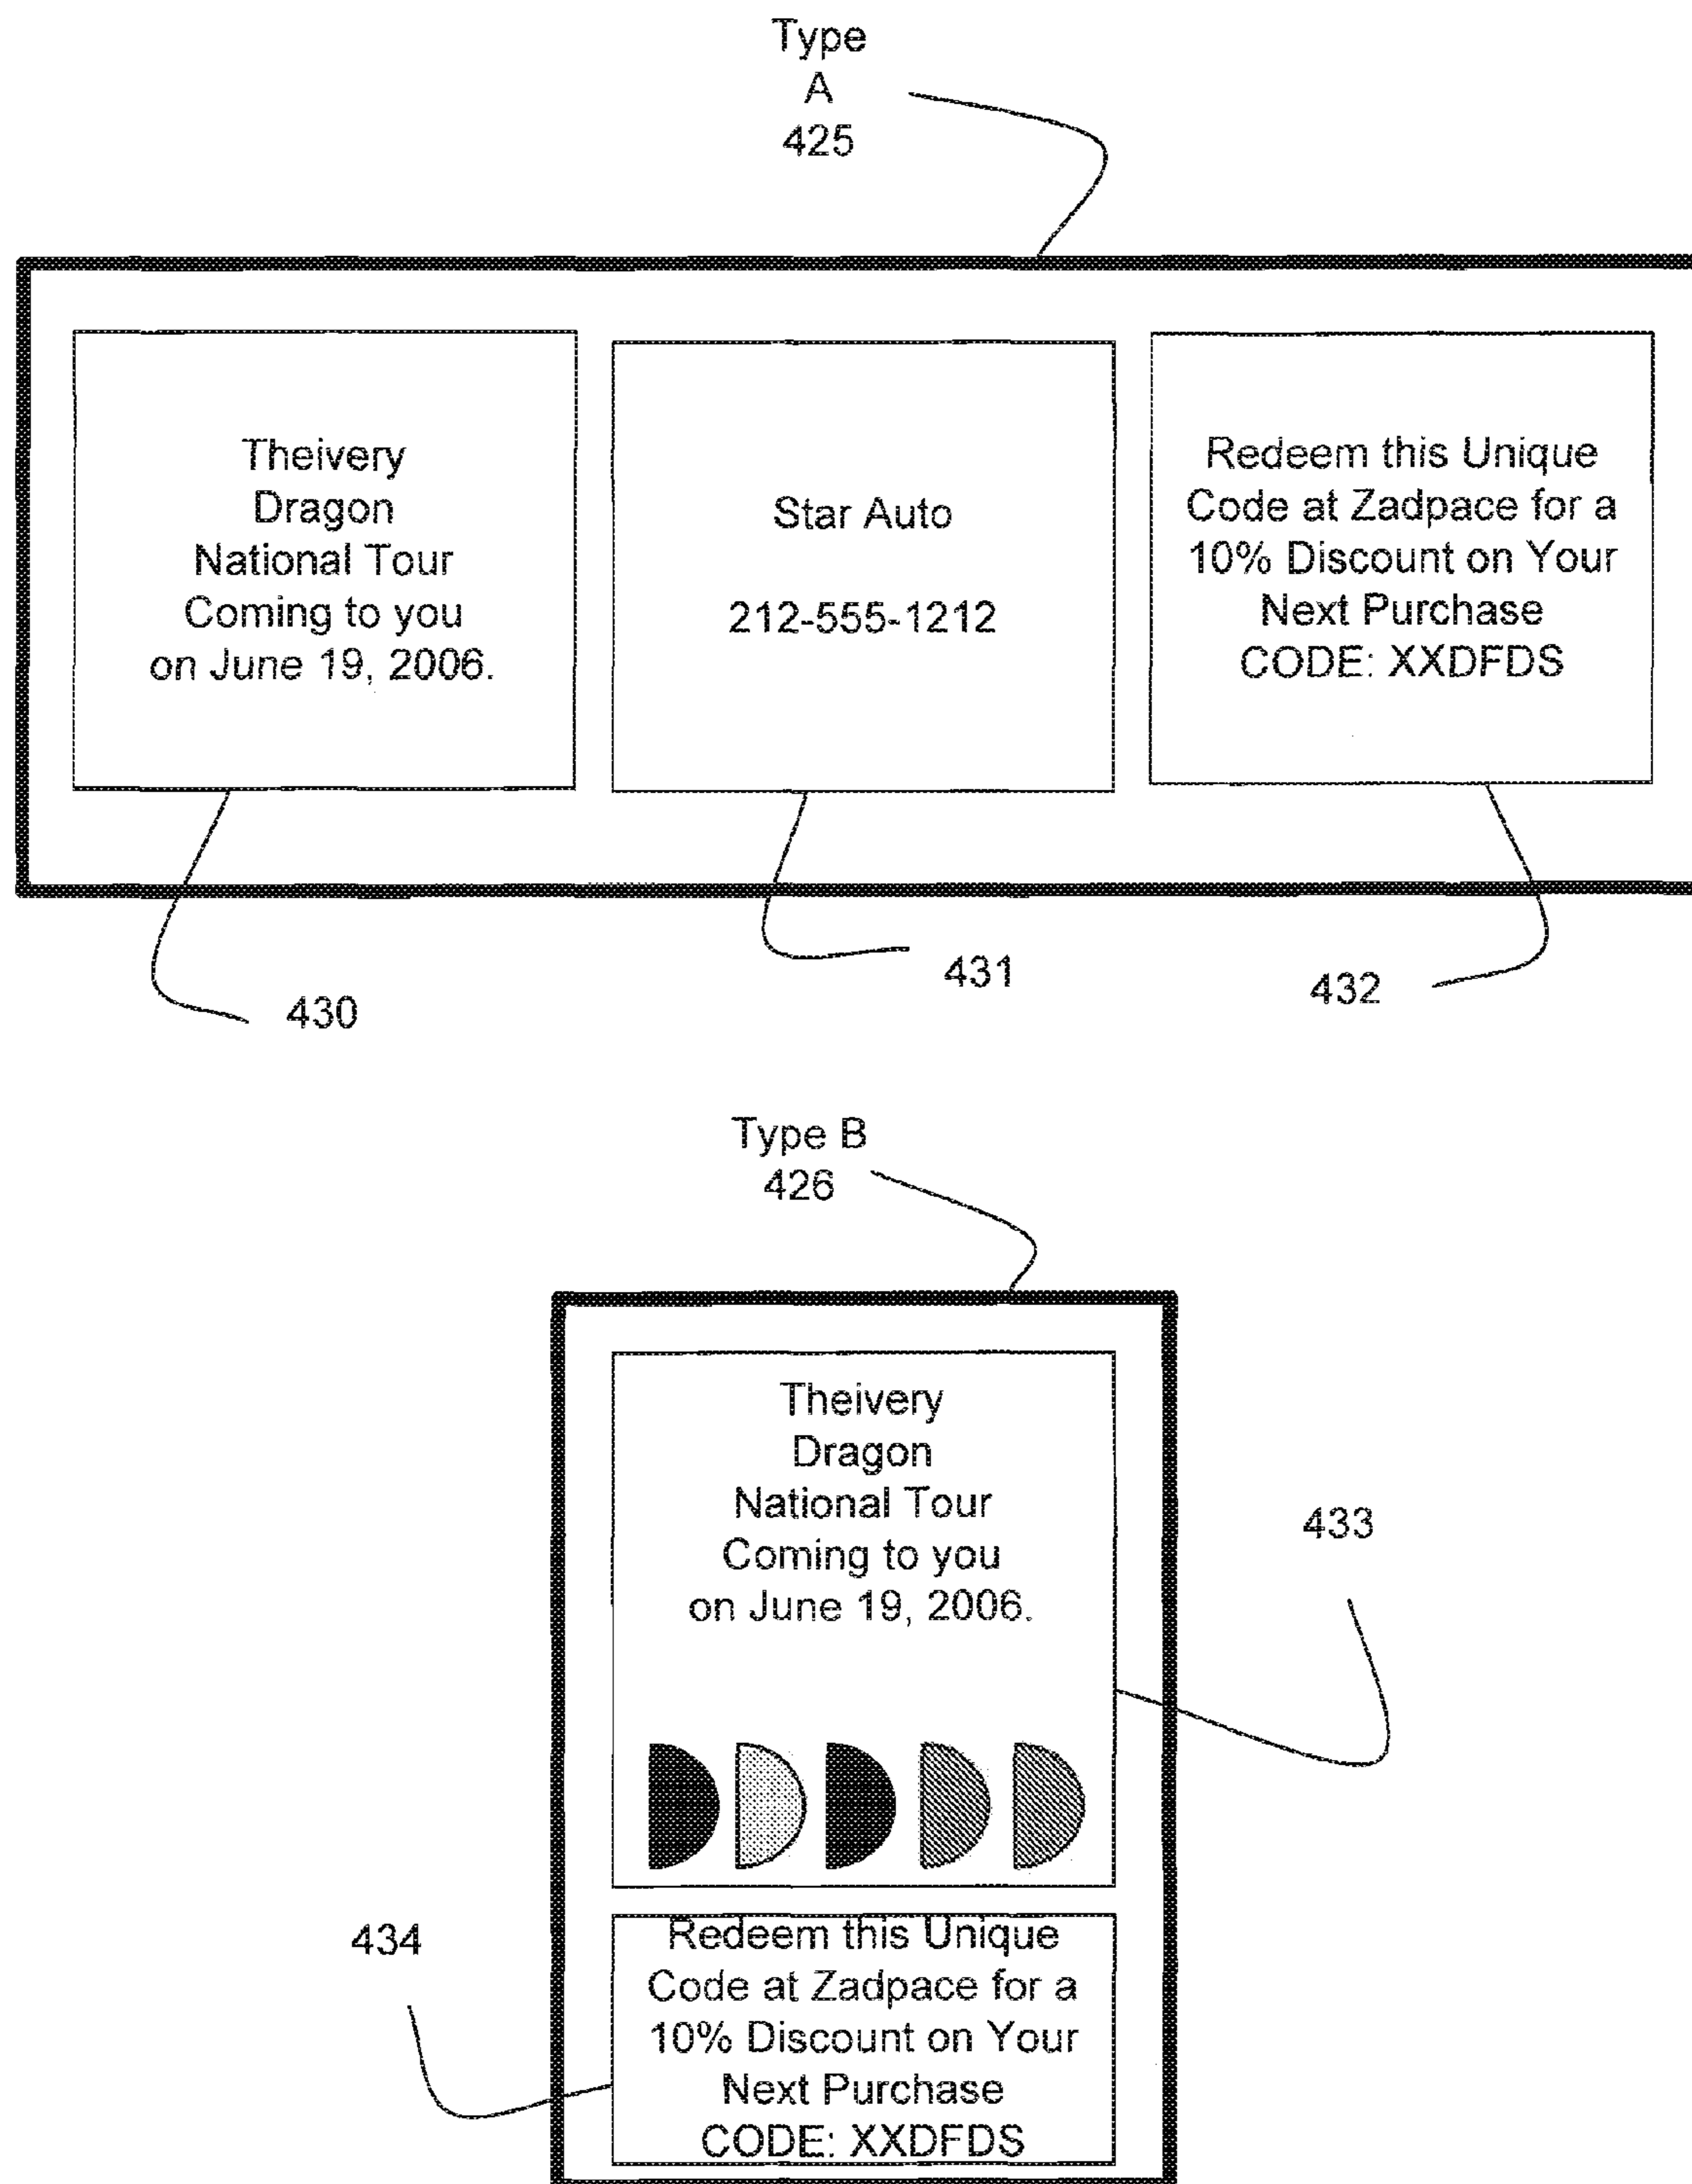 Type
A
425
Theivery
Dragon
National Tour
Coming to you
on June 19, 2006.
Star Auto
212-555-1212
Redeem this Unique
Code at Zadpace for a
10% Discount on Your
Next Purchase
CODE: XXDFDS
430
431
432
Type B
426
Theivery
Dragon
National Tour
Coming to you
on June 19, 2006.
433
434
Redeem this Unique
Code at Zadpace for a
10% Discount on Your
Next Purchase
CODE: XXDFDS